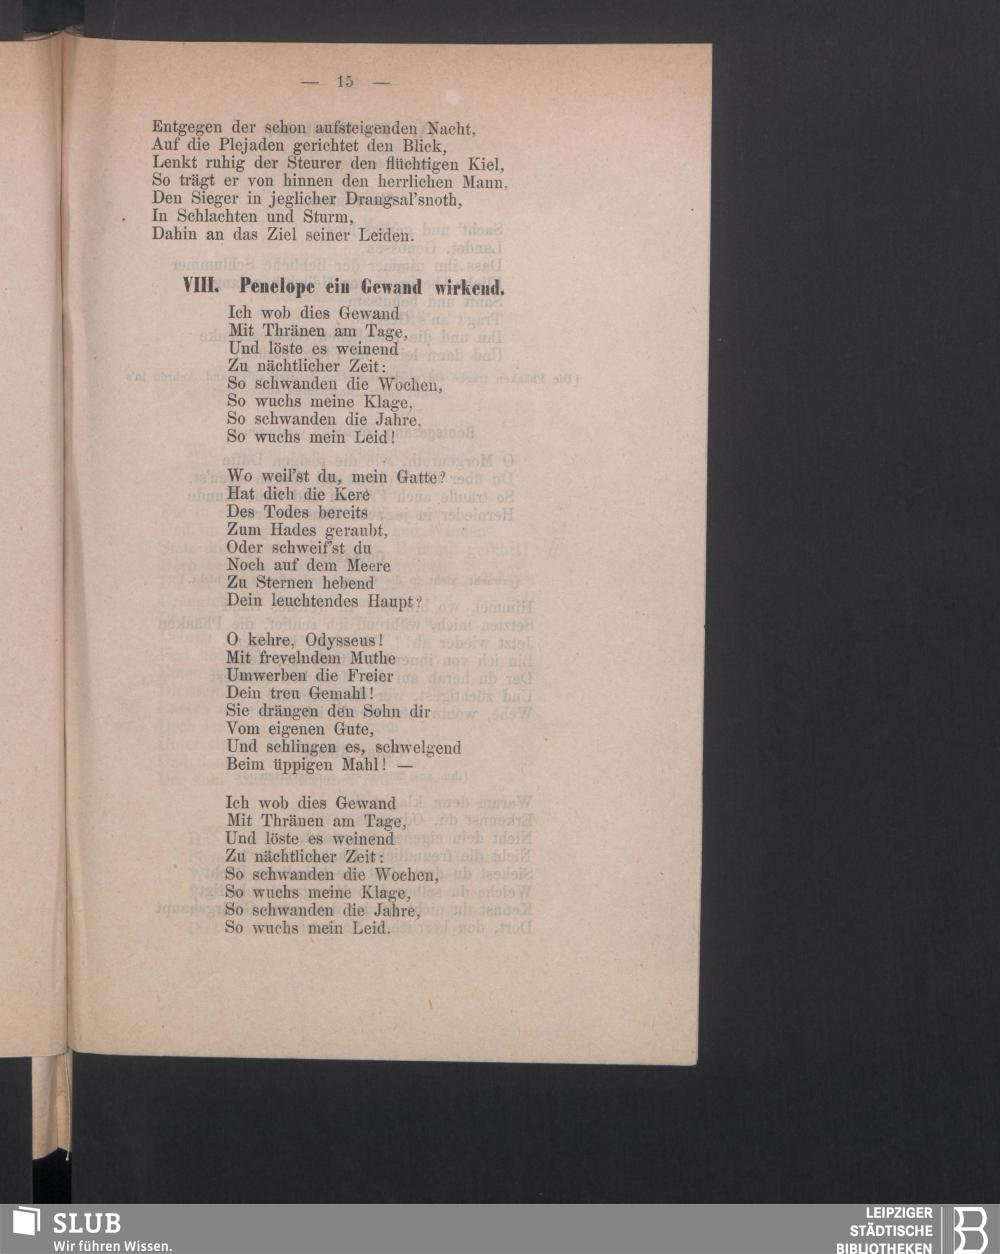 — 15 —
Entgegen der schon aufsteigenden Nacht,
Auf die Plejaden gerichtet den Blick,
Lenkt ruhig der Steurer den flüchtigen Kiel,
So trägt er von hinnen den herrlichen Mann,
Den Sieger in jeglicher Drangsal'snoth,
In Schlachten und Sturm,
Dahin an das Ziel seiner Leiden.
VIII. Penelope ein Gewand wirkend.
Ich wob dies Gewand
Mit Thränen am Tage,
Und löste es weinend
Zu nächtlicher Zeit:
So schwanden die Wochen,
So wuchs meine Klage,
So schwanden die Jahre,
So wuchs mein Leid!
Wo weil'st du, mein Gatte?
Hat dich die Kere
Des Todes bereits
Zum Hades geraubt,
Oder schweif'st du
Noch auf dem Meere
Zu Sternen hebend
Dein leuchtendes Haupt?
O kehre, Odysseus!
Mit frevelndem Muthe
Umwerben die Freier
Dein treu Gemahl!
Sie drängen den Sohn dir
Vom eigenen Gute,
Und schlingen es, schwelgend
Beim üppigen Mahl! —
Ich wob dies Gewand
Mit Thränen am Tage,
Und löste es weinend
Zu nächtlicher Zeit:
So schwanden die Wochen,
So wuchs meine Klage,
So schwanden die Jahre,
So wuchs mein Leid.
SLUB
Wir führen Wissen.
LEIPZIGER
STÄDTISCHE
BIBLIOTHEKEN